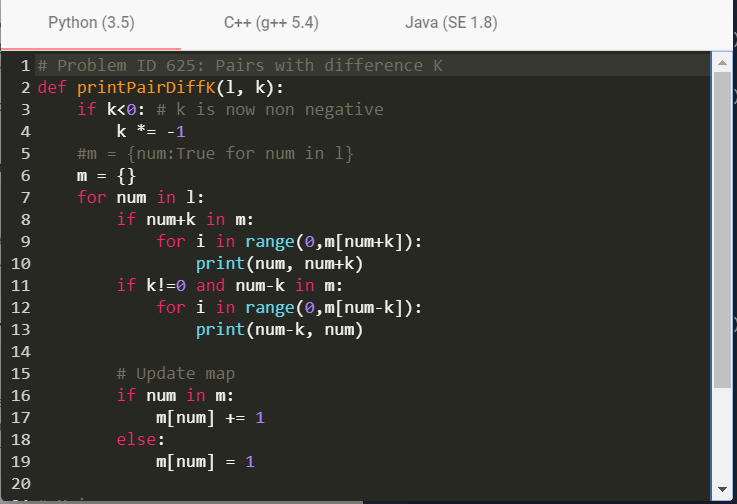 Python (3.5) C++ (g++ 5.4) Java (SE 1.8)
1 # Problem ID 625: Pairs with difference K
2 def printPairDiffK(l, k):
3     if k<0: # k is now non negative
4         k *= -1
5     #m = {num:True for num in l}
6     m = {}
7     for num in l:
8         if num+k in m:
9             for i in range(0,m[num+k]):
10                 print(num, num+k)
11         if k!=0 and num-k in m:
12             for i in range(0,m[num-k]):
13                 print(num-k, num)
14
15         # Update map
16         if num in m:
17             m[num] += 1
18         else:
19             m[num] = 1
20